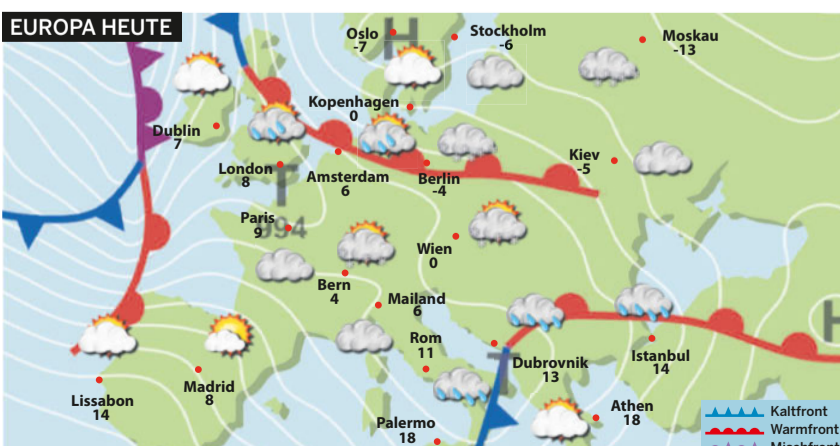 EUROPA HEUTE
Oslo
-7
H
Stockholm
-6
Moskau
-13
Kopenhagen
0
Dublin
7
London
8
T
Amsterdam
6
Berlin
-4
Kiev
-5
Paris
9
994
Wien
0
Bern
4
Mailand
6
H
Rom
11
T
Dubrovnik
13
Istanbul
14
Lissabon
14
Madrid
8
Palermo
18
Athen
18
Kaltfront
Warmfront
Mischfront